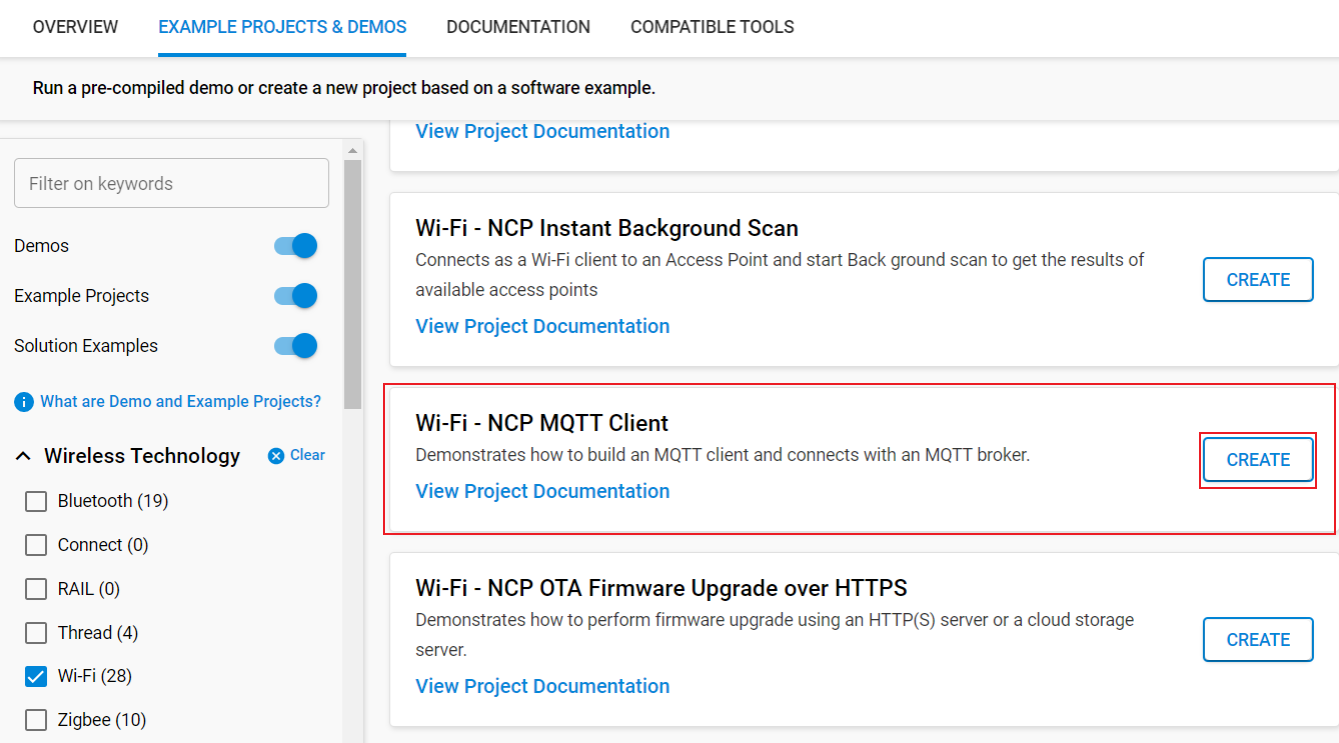 OVERVIEW
EXAMPLE PROJECTS & DEMOS
DOCUMENTATION
COMPATIBLE TOOLS
Run a pre-compiled demo or create a new project based on a software example.
Filter on keywords
Demos
Example Projects
Solution Examples
What are Demo and Example Projects?
Wireless Technology
Clear
Bluetooth (19)
Connect (0)
RAIL (0)
Thread (4)
Wi-Fi (28)
Zigbee (10)
View Project Documentation
Wi-Fi - NCP Instant Background Scan
Connects as a Wi-Fi client to an Access Point and start Back ground scan to get the results of
available access points
View Project Documentation
CREATE
Wi-Fi - NCP MQTT Client
Demonstrates how to build an MQTT client and connects with an MQTT broker.
View Project Documentation
CREATE
Wi-Fi - NCP OTA Firmware Upgrade over HTTPS
Demonstrates how to perform firmware upgrade using an HTTP(S) server or a cloud storage
server.
View Project Documentation
CREATE